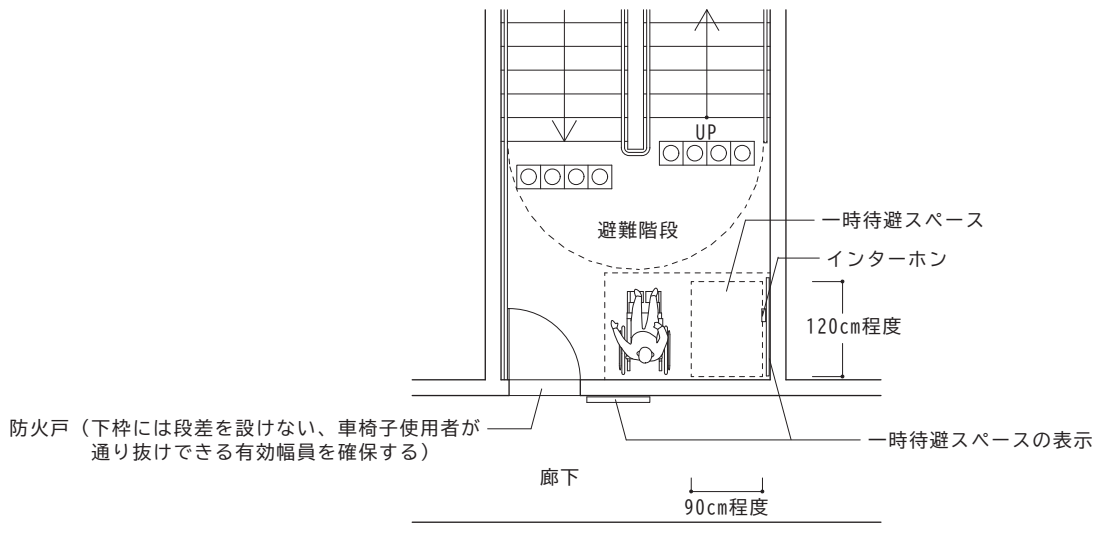 UP
避難階段
一時待避スペース
インターホン
120cm程度
防火戸（下枠には段差を設けない、車椅子使用者が
通り抜けできる有効幅員を確保する）
一時待避スペースの表示
廊下
90cm程度